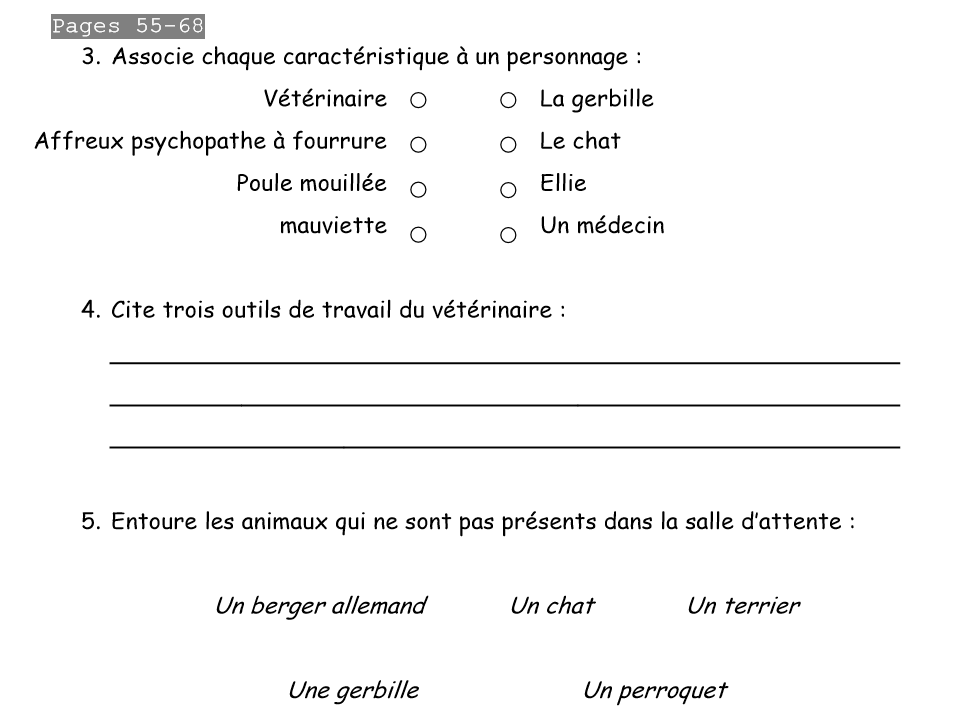 Pages 55-68
3. Associe chaque caractéristique à un personnage :
Vétérinaire ○ ○ La gerbille
Affreux psychopathe à fourrure ○ ○ Le chat
Poule mouillée ○ ○ Ellie
mauviette ○ ○ Un médecin
4. Cite trois outils de travail du vétérinaire :
5. Entoure les animaux qui ne sont pas présents dans la salle d’attente :
Un berger allemand Un chat Un terrier
Une gerbille Un perroquet